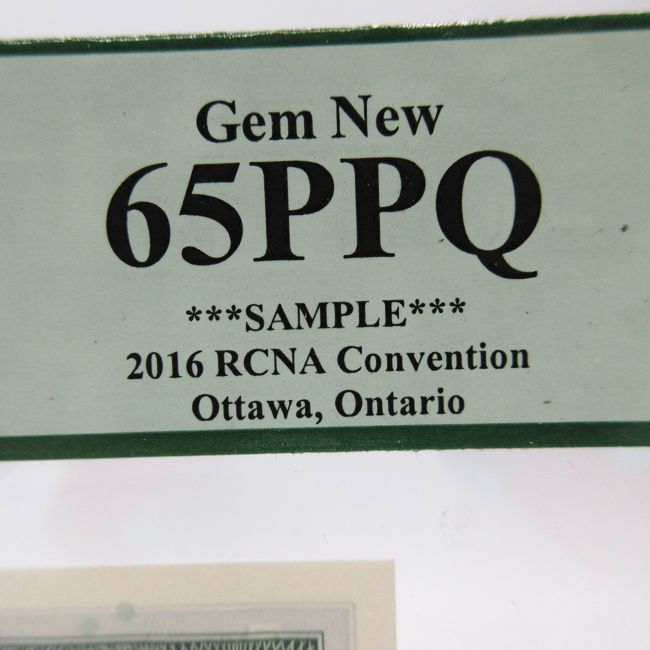 Gem New
65PPQ
***SAMPLE***
2016 RCNA Convention
Ottawa, Ontario